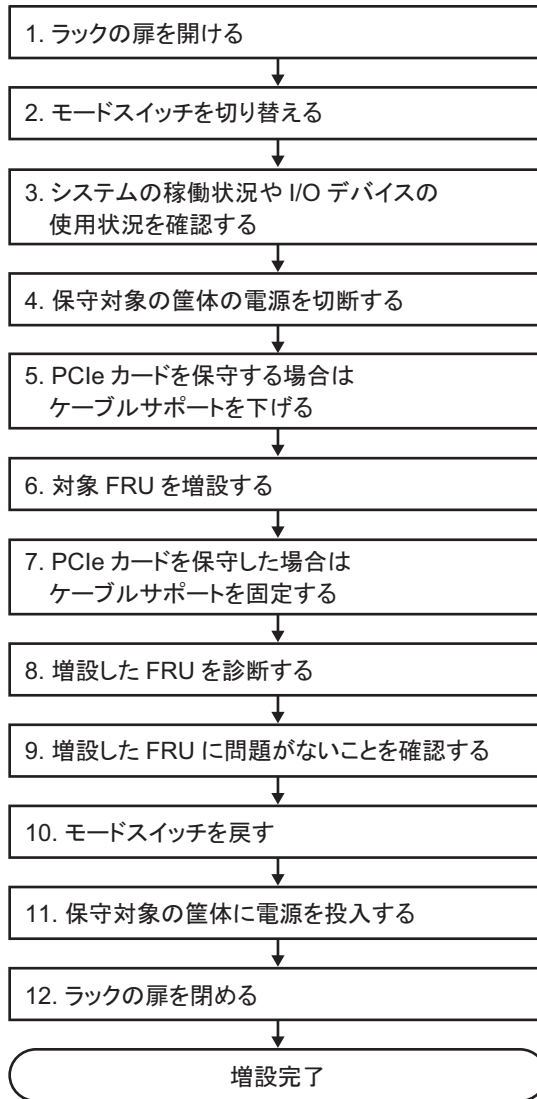 1. ラックの扉を開ける
2. モードスイッチを切り替える
3. システムの稼働状況や I/O デバイスの
使用状況を確認する
4. 保守対象の筐体の電源を切断する
5. PCIe カードを保守する場合は
ケーブルサポートを下げる
6. 対象 FRU を増設する
7. PCIe カードを保守した場合は
ケーブルサポートを固定する
8. 増設した FRU を診断する
9. 増設した FRU に問題がないことを確認する
10. モードスイッチを戻す
11. 保守対象の筐体に電源を投入する
12. ラックの扉を閉める
増設完了